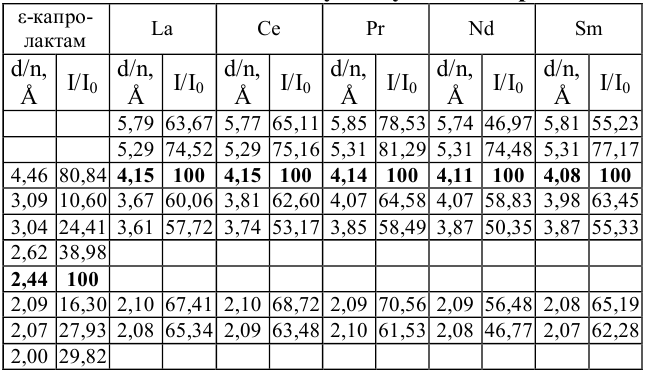 ε-капро-лактам La Ce Pr Nd Sm
d/n, Å I/I₀ d/n, Å I/I₀ d/n, Å I/I₀ d/n, Å I/I₀ d/n, Å I/I₀ d/n, Å I/I₀
5,79 63,67 5,77 65,11 5,85 78,53 5,74 46,97 5,81 55,23
5,29 74,52 5,29 75,16 5,31 81,29 5,31 74,48 5,31 77,17
4,46 80,84 4,15 100 4,15 100 4,14 100 4,11 100 4,08 100
3,09 10,60 3,67 60,06 3,81 62,60 4,07 64,58 4,07 58,83 3,98 63,45
3,04 24,41 3,61 57,72 3,74 53,17 3,85 58,49 3,87 50,35 3,87 55,33
2,62 38,98
2,44 100
2,09 16,30 2,10 67,41 2,10 68,72 2,09 70,56 2,09 56,48 2,08 65,19
2,07 27,93 2,08 65,34 2,09 63,48 2,10 61,53 2,08 46,77 2,07 62,28
2,00 29,82